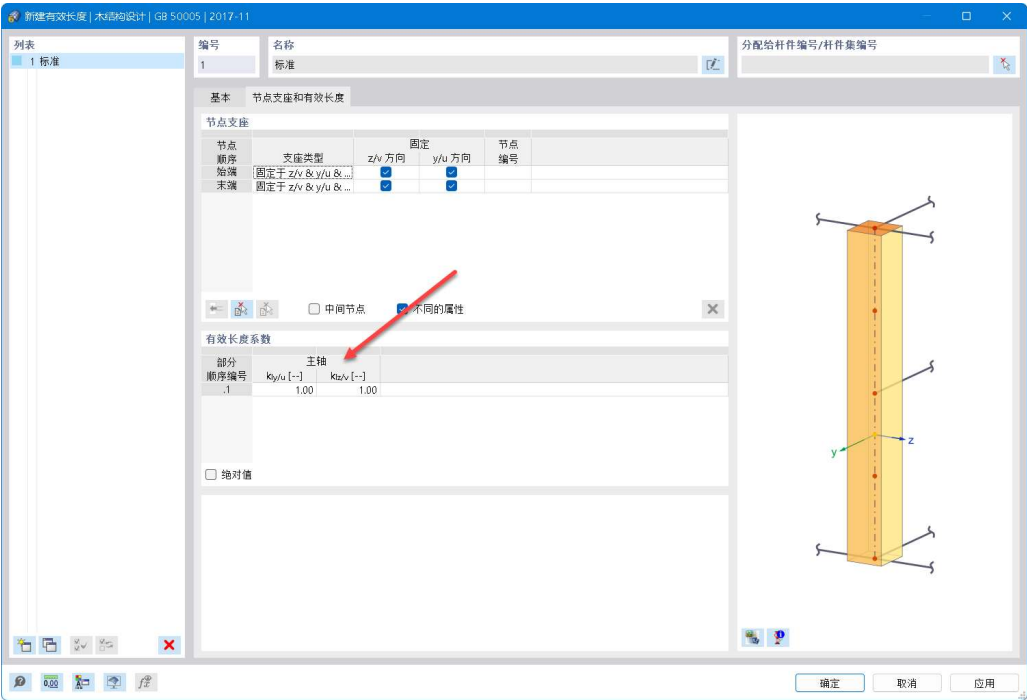 新建有效长度 | 木结构设计 | GB 50005 | 2017-11
列表
1 标准
编号
1
名称
标准
分配给杆件编号/杆件集编号
基本
节点支座和有效长度
节点支座
节点
顺序
支座类型
固定
z/v 方向
y/u 方向
节点
编号
始端
固定于 z/v & y/u & ...
末端
固定于 z/v & y/u & ...
中间节点
不同的属性
有效长度系数
部分
顺序编号
主轴
kly/u [--]
klz/v [--]
.1
1.00
1.00
绝对值
y
z
0,00
确定
取消
应用